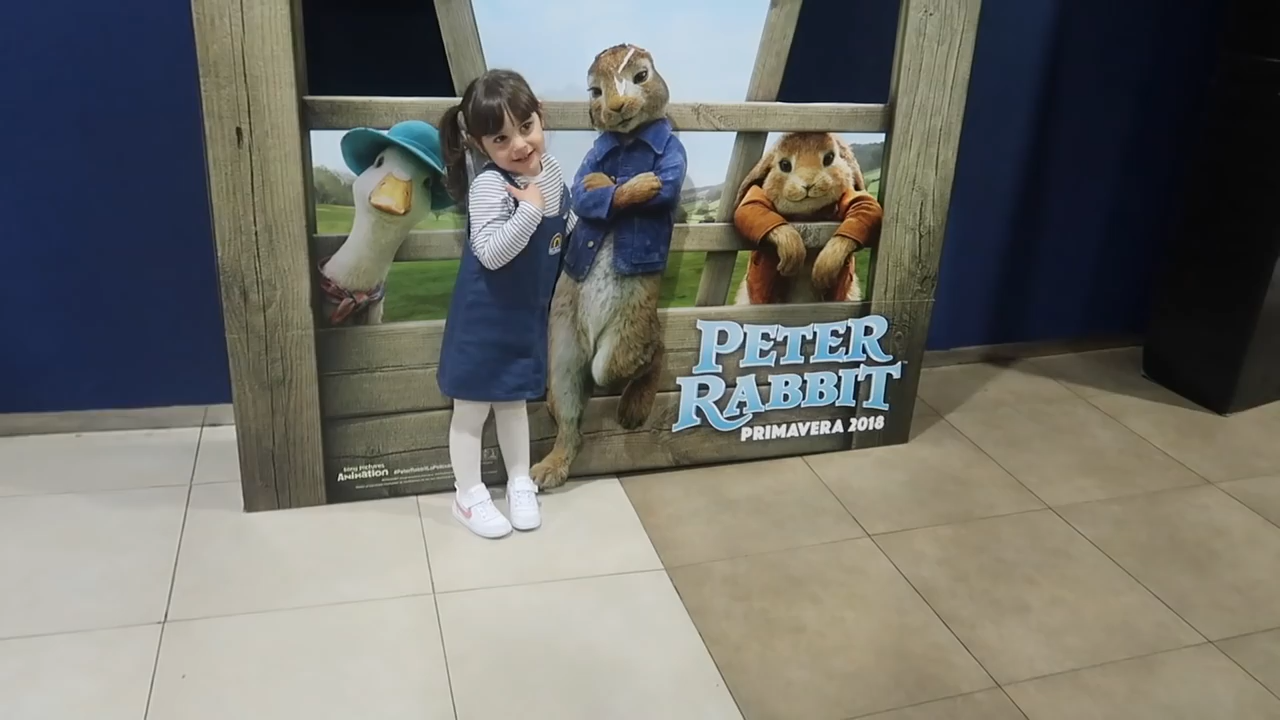 PETER
RABBIT
PRIMAVERA 2018
Sony Pictures
ANIMATION